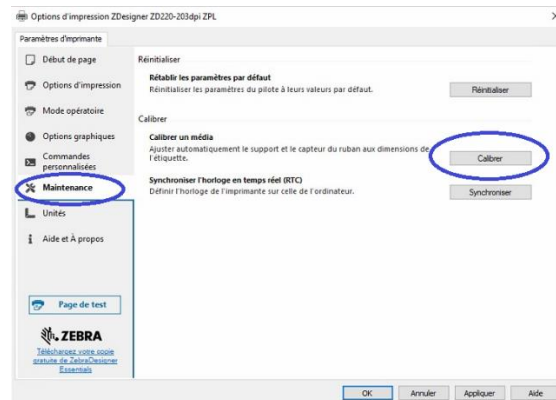 Options d'impression ZDesigner ZD220-203dpi ZPL
Paramètres d'imprimante
Début de page
Options d'impression
Mode opératoire
Options graphiques
Commandes
personnalisées
Maintenance
Unités
Aide et À propos
Page de test
ZEBRA
Téléchargez votre copie
gratuite de ZebraDesigner
Essentials
Réinitialiser
Rétablir les paramètres par défaut
Réinitialiser les paramètres du pilote à leurs valeurs par défaut.
Réinitialiser
Calibrer
Calibrer un média
Ajuster automatiquement le support et le capteur du ruban aux dimensions de
l'étiquette.
Calibrer
Synchroniser l'horloge en temps réel (RTC)
Définir l'horloge de l'imprimante sur celle de l'ordinateur.
Synchroniser
OK
Annuler
Appliquer
Aide